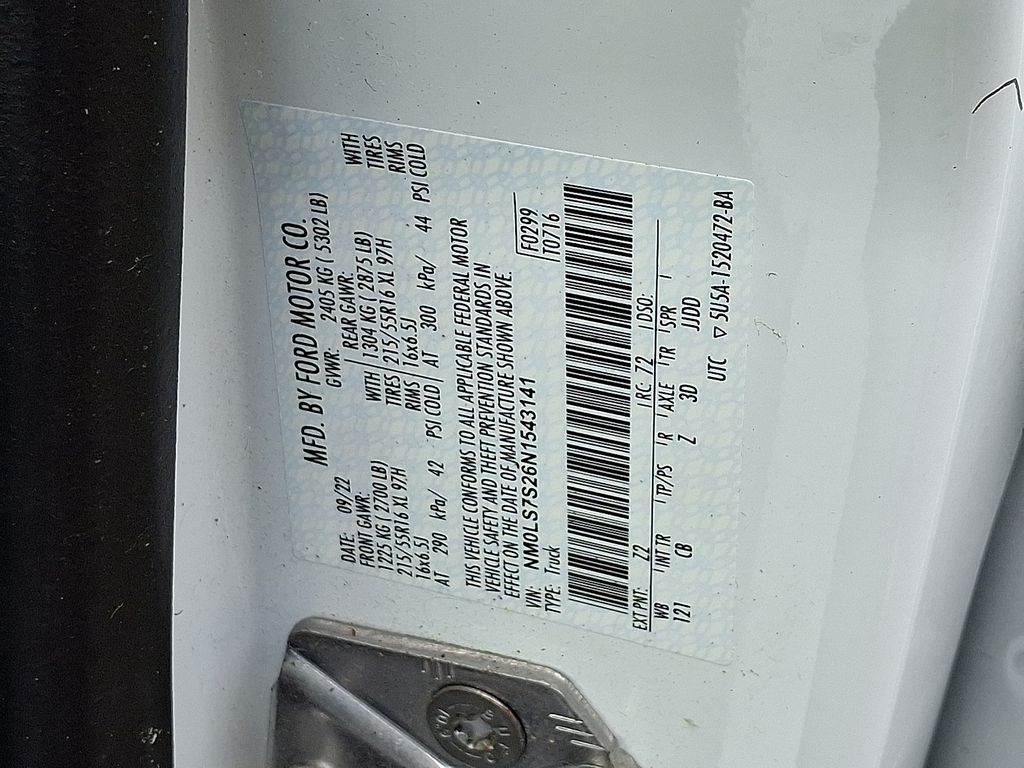 MFD. BY FORD MOTOR CO.
DATE: 09/22 GVWR: 2405 KG ( 5302 LB)
FRONT GAWR: REAR GAWR: WITH
1225 KG ( 2700 LB) WITH 1304 KG ( 2875 LB) TIRES
215/55R16 XL 97H TIRES 215/55R16 XL 97H RIMS
16x6.5J RIMS 16x6.5J
AT 290 kPa/ 42 PSI COLD AT 300 kPa/ 44 PSI COLD
THIS VEHICLE CONFORMS TO ALL APPLICABLE FEDERAL MOTOR
VEHICLE SAFETY AND THEFT PREVENTION STANDARDS IN
EFFECT ON THE DATE OF MANUFACTURE SHOWN ABOVE.
VIN: NM0LS7S26N1543141 F0299
TYPE: Truck T0716
EXT PNT: Z2 RC 72 DSO:
WB INT TR TP/PS R AXLE TR SPR
121 CB Z 3D JJDD
UTC ▽ 5U5A-1520472-BA
10.9